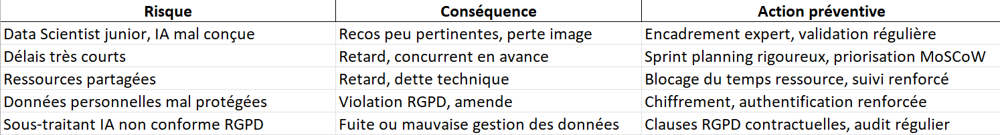 Risque Conséquence Action préventive
Data Scientist junior, IA mal conçue Recos peu pertinentes, perte image Encadrement expert, validation régulière
Délais très courts Retard, concurrent en avance Sprint planning rigoureux, priorisation MoSCoW
Ressources partagées Retard, dette technique Blocage du temps ressource, suivi renforcé
Données personnelles mal protégées Violation RGPD, amende Chiffrement, authentification renforcée
Sous-traitant IA non conforme RGPD Fuite ou mauvaise gestion des données Clauses RGPD contractuelles, audit régulier